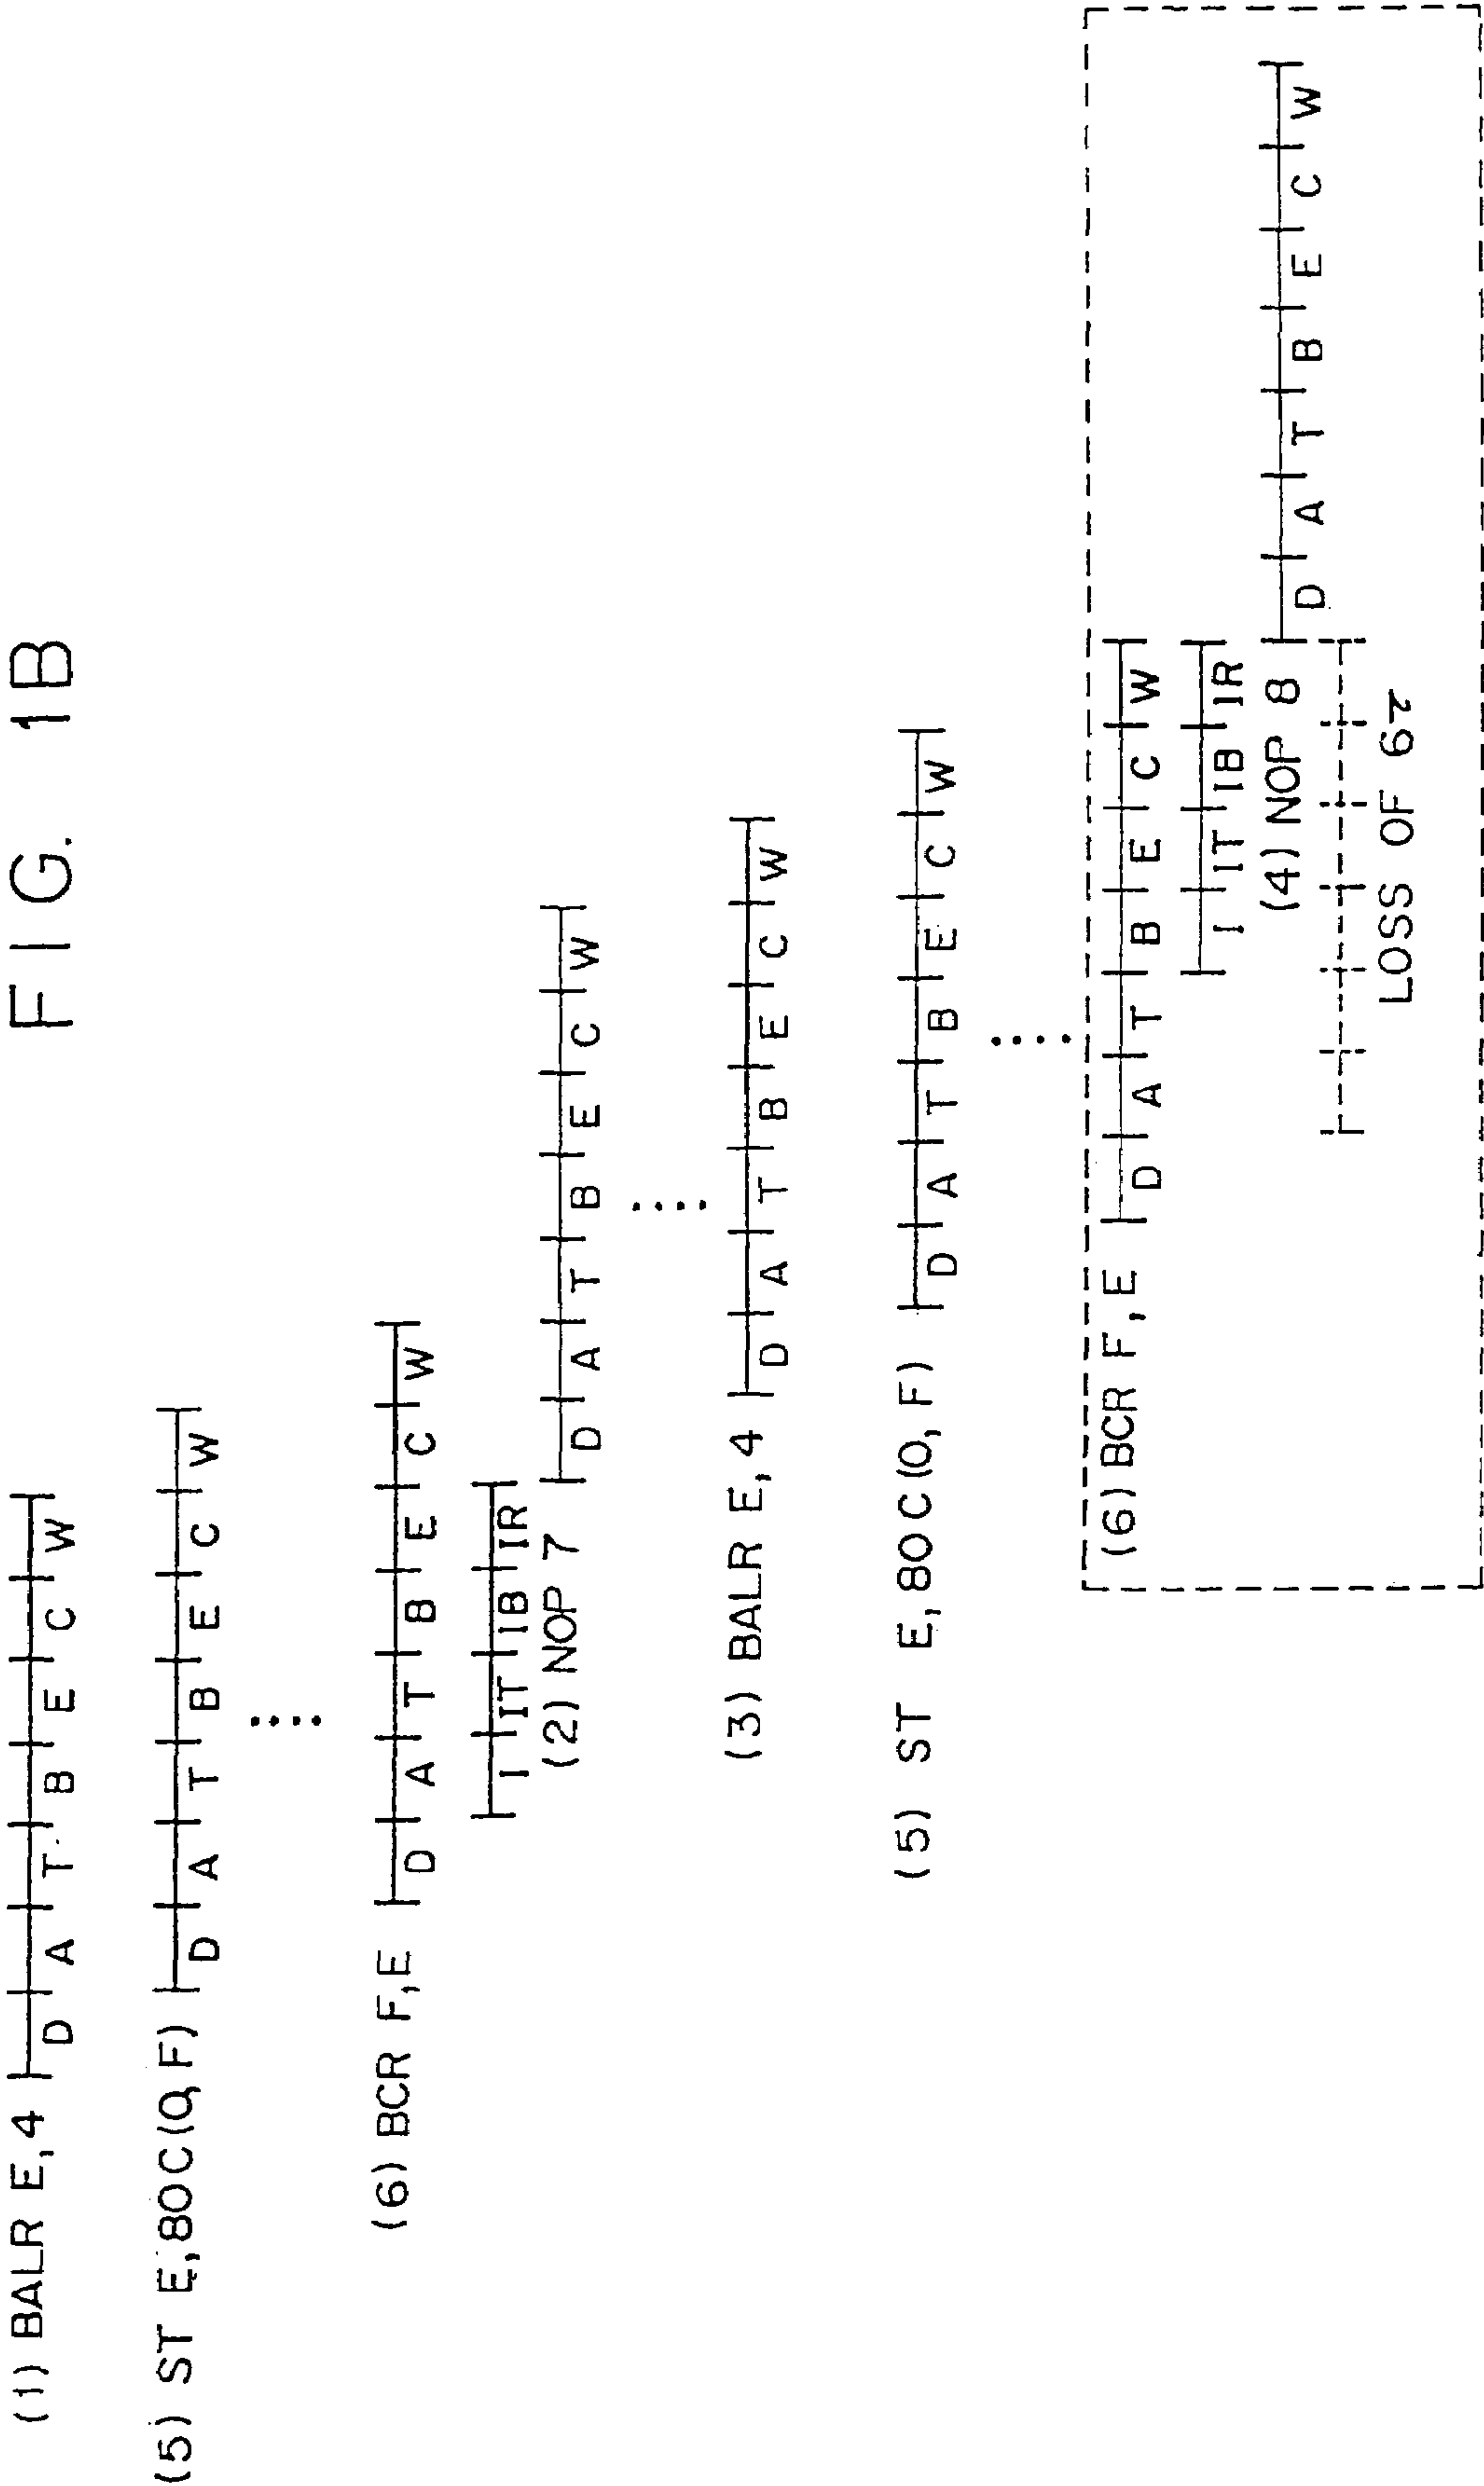 FIG. 1B
(1) BALR E,4 D A T B E C W
(5) ST E,80C(0,F) D A T B E C W
(6) BCR F,E D A T B E C W
I IT IB IR
(2) NOP 7 D A T B E C W
(3) BALR E,4 D A T B E C W
(5) ST E,80C(0,F) D A T B E C W
(6) BCR F,E D A T B E C W
I IT IB IR
(4) NOP 8 D A T B E C W
LOSS OF 6τ